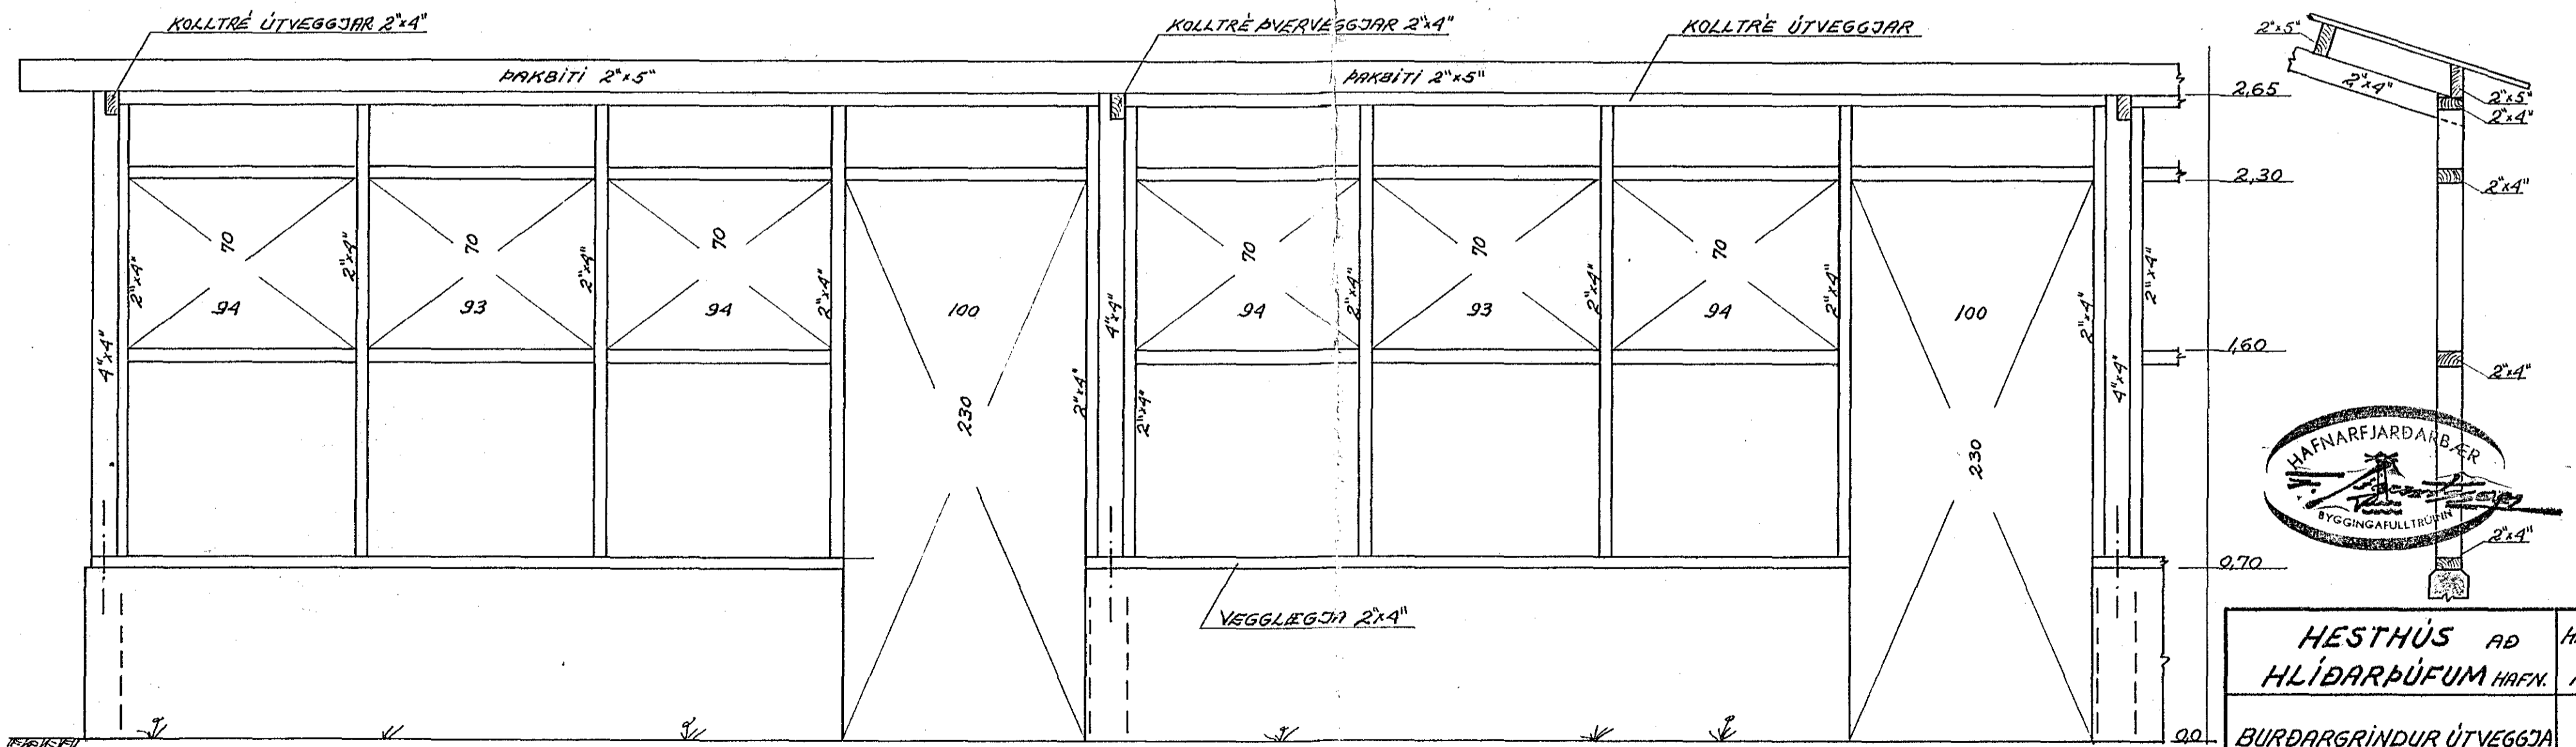 KOLLTRÉ ÚTVEGGJAR 2"x4"
KOLLTRÉ ÞVERVEGGJAR 2"x4"
KOLLTRÉ ÚTVEGGJAR
ÞAKBITI 2"x5"
ÞAKBITI 2"x5"
2"x5"
2"x4"
2"x5"
2"x4"
2"x4"
2"x4"
2"x4"
2,65
2,30
1,60
0,70
0,0
4"x4"
2"x4"
70
94
2"x4"
70
93
2"x4"
70
94
2"x4"
100
230
2"x4"
4"x4"
2"x4"
70
94
2"x4"
70
93
2"x4"
70
94
2"x4"
100
230
2"x4"
4"x4"
2"x4"
VEGGLÆGJA 2"x4"
HAFNARFJARÐARBÆR
BYGGINGAFULLTRÚINN
HESTHÚS AÐ
HLÍÐARÞÚFUM HAFN.
BURÐARGRINDUR ÚTVEGGJA